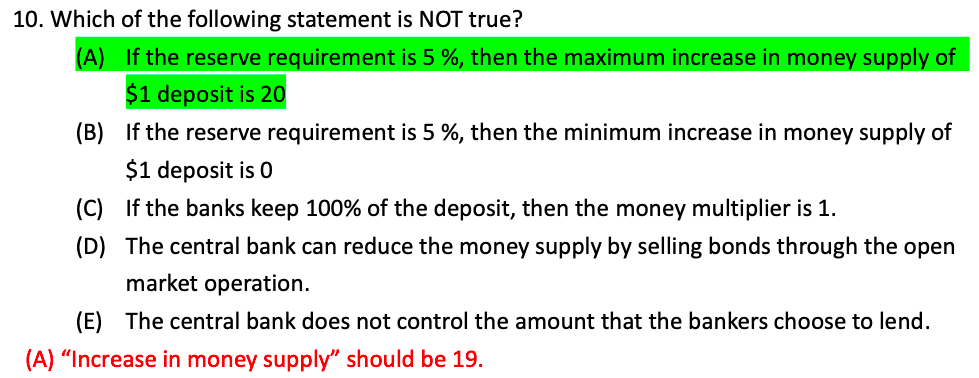 10. Which of the following statement is NOT true?
(A) If the reserve requirement is 5 %, then the maximum increase in money supply of
$1 deposit is 20
(B) If the reserve requirement is 5 %, then the minimum increase in money supply of
$1 deposit is 0
(C) If the banks keep 100% of the deposit, then the money multiplier is 1.
(D) The central bank can reduce the money supply by selling bonds through the open
market operation.
(E) The central bank does not control the amount that the bankers choose to lend.
(A) “Increase in money supply” should be 19.